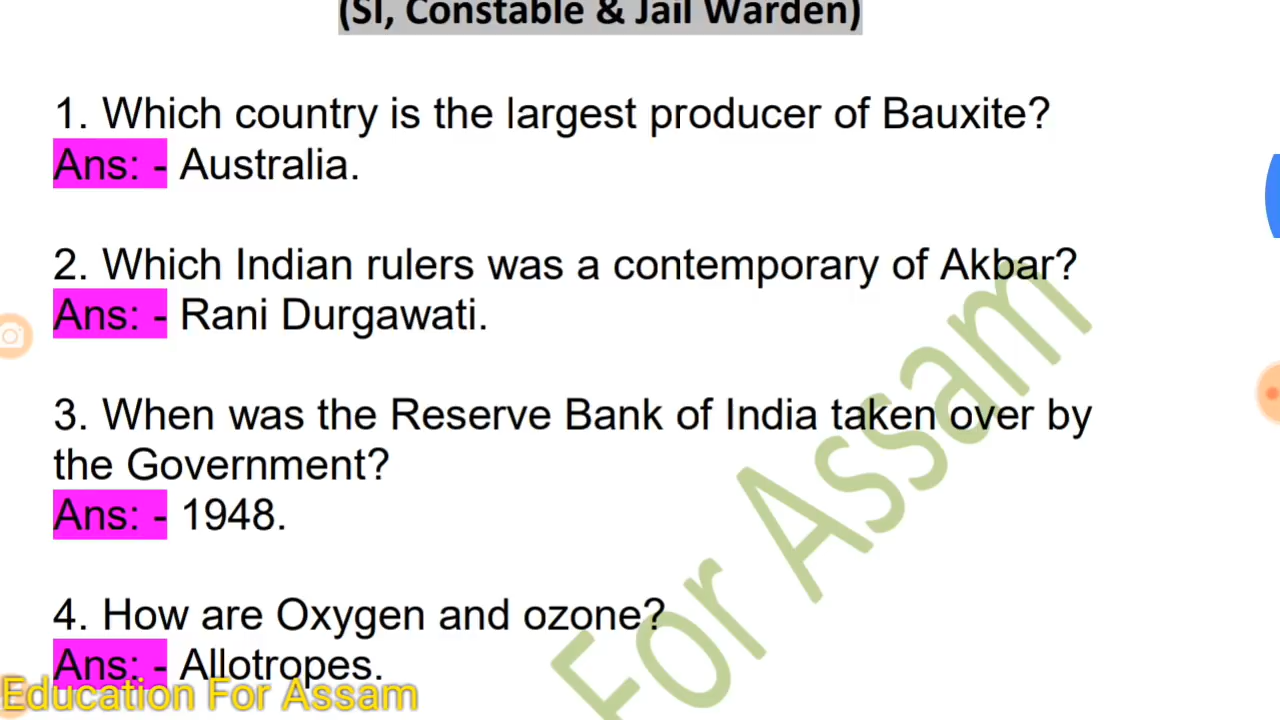 (SI, Constable & Jail Warden)
1. Which country is the largest producer of Bauxite?
Ans: - Australia.
2. Which Indian rulers was a contemporary of Akbar?
Ans: - Rani Durgawati.
3. When was the Reserve Bank of India taken over by
the Government?
Ans: - 1948.
4. How are Oxygen and ozone?
Ans: - Allotropes.
For Assam
Education For Assam